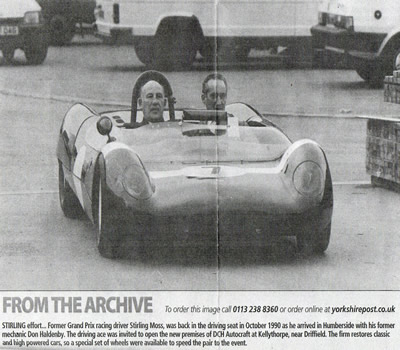 FROM THE ARCHIVE
To order this image call 0113 238 8360 or order online at yorkshirepost.co.uk
STIRLING effort... Former Grand Prix racing driver Stirling Moss, was back in the driving seat in October 1990 as he arrived in Humberside with his former
mechanic Don Haldenby. The driving ace was invited to open the new premises of DCH Autocraft at Kellythorpe, near Driffield. The firm restores classic
and high powered cars, so a special set of wheels were available to speed the pair to the event.